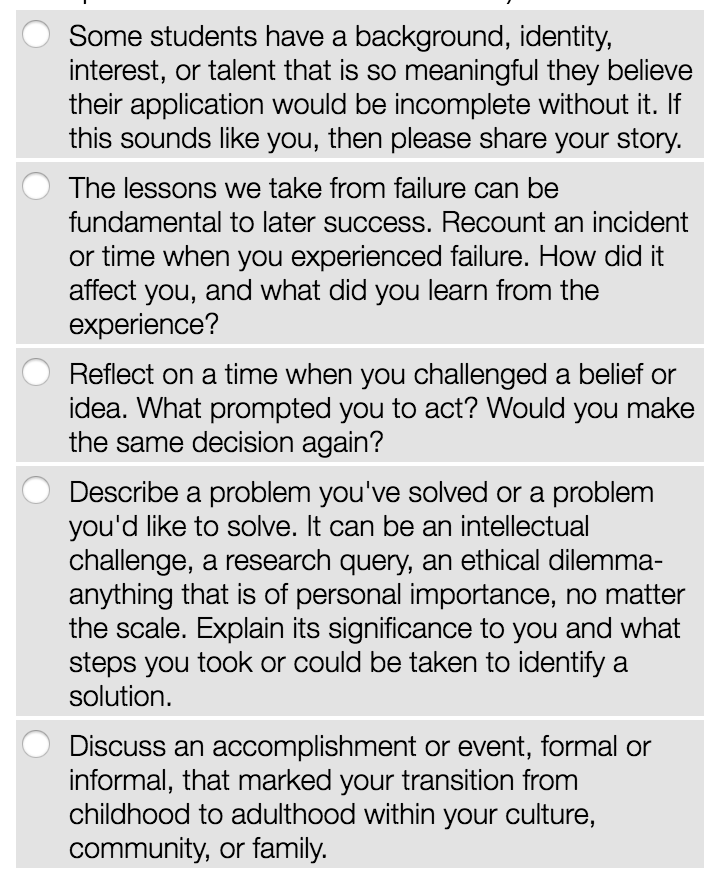 Some students have a background, identity,
interest, or talent that is so meaningful they believe
their application would be incomplete without it. If
this sounds like you, then please share your story.
The lessons we take from failure can be
fundamental to later success. Recount an incident
or time when you experienced failure. How did it
affect you, and what did you learn from the
experience?
Reflect on a time when you challenged a belief or
idea. What prompted you to act? Would you make
the same decision again?
Describe a problem you've solved or a problem
you'd like to solve. It can be an intellectual
challenge, a research query, an ethical dilemma-
anything that is of personal importance, no matter
the scale. Explain its significance to you and what
steps you took or could be taken to identify a
solution.
Discuss an accomplishment or event, formal or
informal, that marked your transition from
childhood to adulthood within your culture,
community, or family.